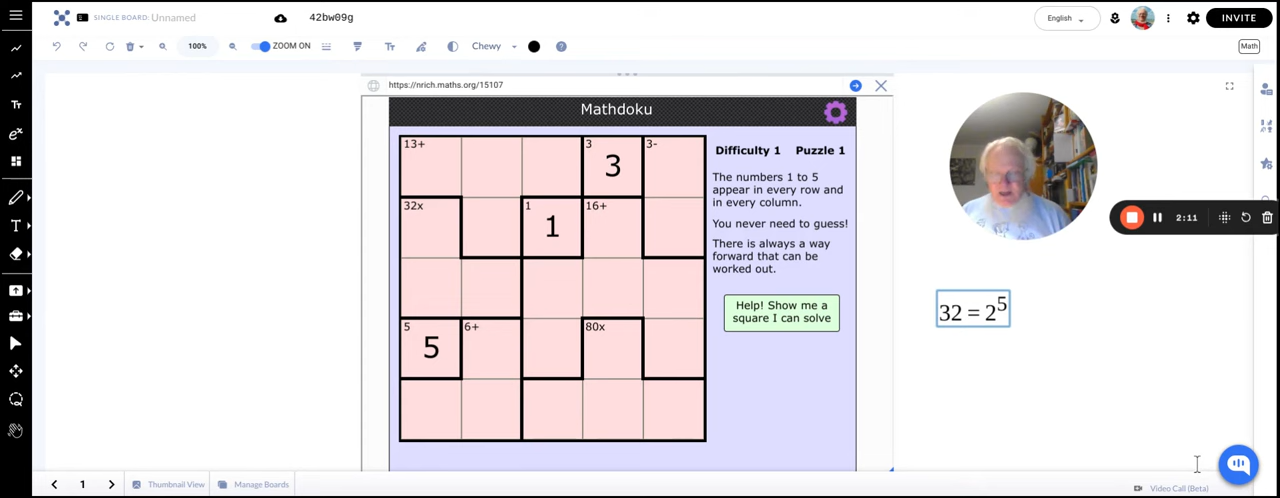 SINGLE BOARD: Unnamed
42bw09g
English
INVITE
100%
ZOOM ON
Tт
Chewy
Math
https://nrich.maths.org/15107
Mathdoku
13+
3
3
3-
32x
1
1
16+
5
5
6+
80x
Difficulty 1 Puzzle 1
The numbers 1 to 5
appear in every row and
in every column.
You never need to guess!
There is always a way
forward that can be
worked out.
Help! Show me a
square I can solve
2:11
32 = 2⁵
Tт
eˣ
T
1
Thumbnail View
Manage Boards
Video Call (Beta)